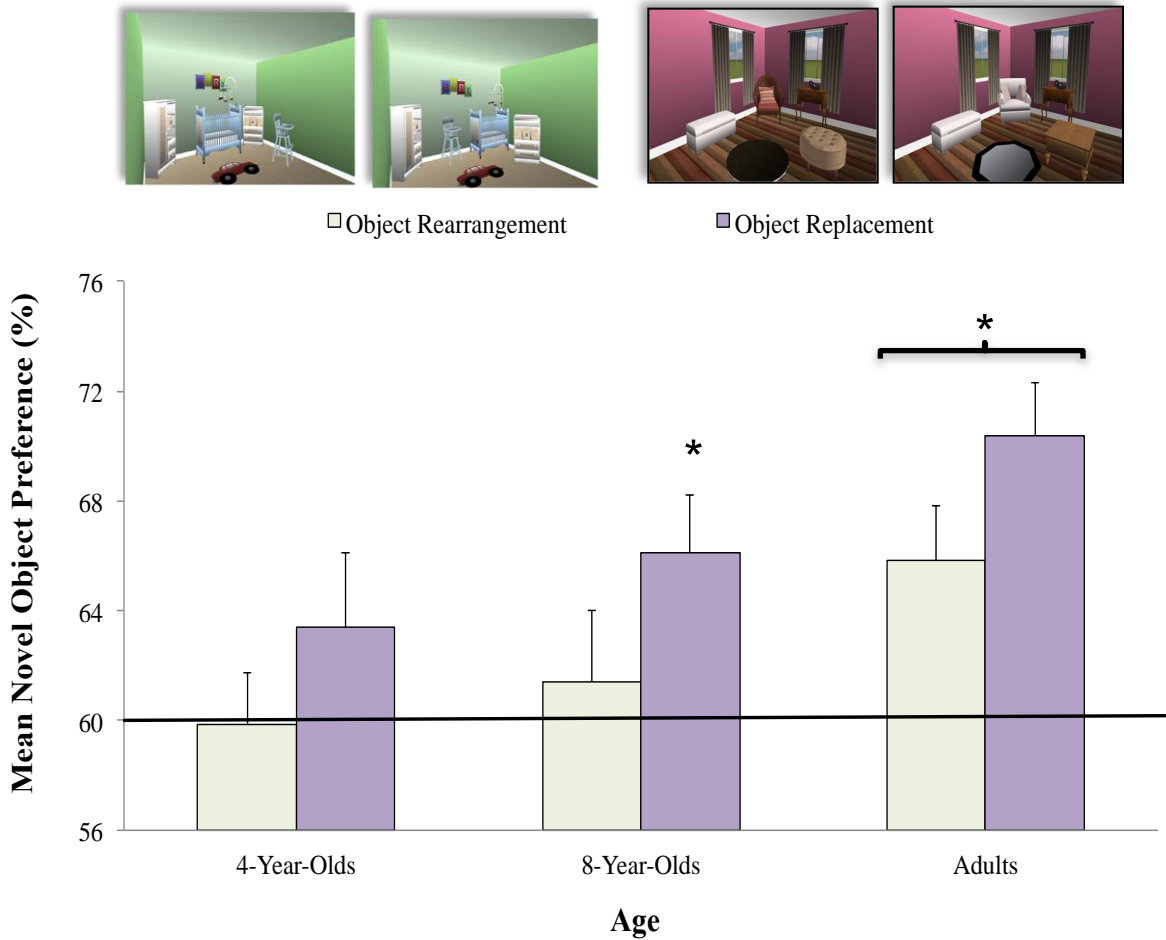 Object Rearrangement
Object Replacement
Mean Novel Object Preference (%)
76
72
68
64
60
56
*
*
4-Year-Olds
8-Year-Olds
Adults
Age